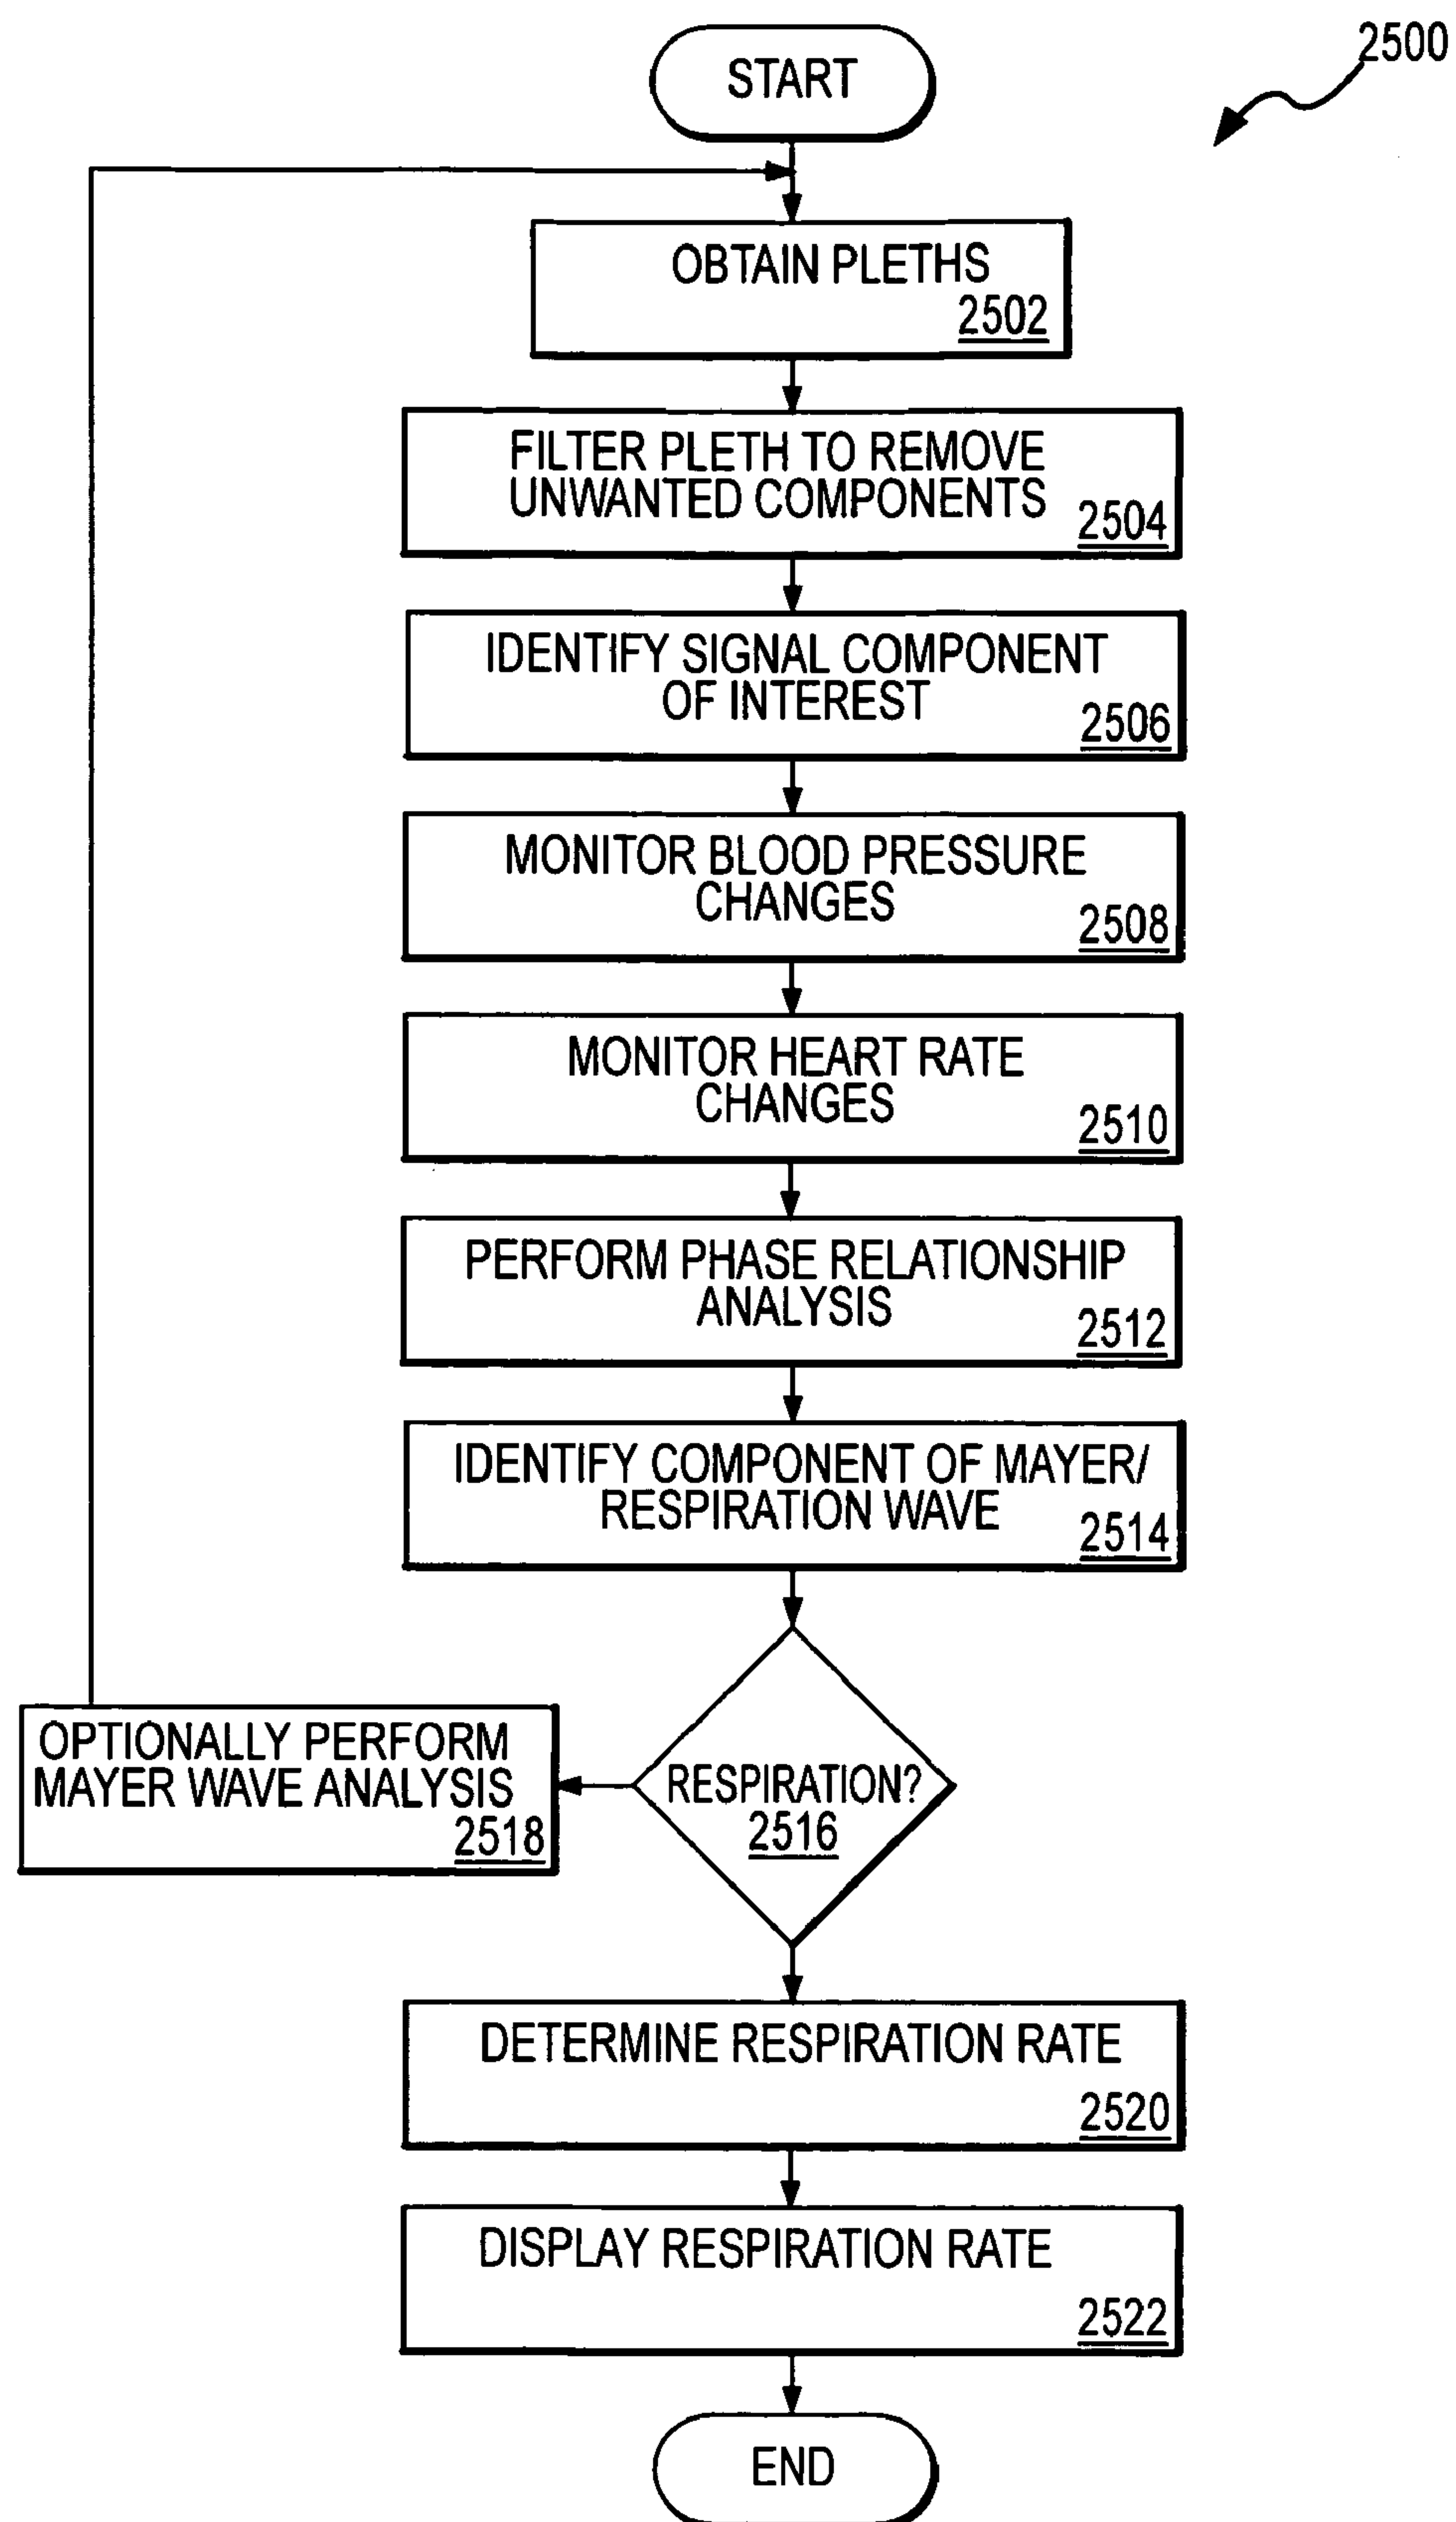 2500
START
OBTAIN PLETHS
2502
FILTER PLETH TO REMOVE
UNWANTED COMPONENTS
2504
IDENTIFY SIGNAL COMPONENT
OF INTEREST
2506
MONITOR BLOOD PRESSURE
CHANGES
2508
MONITOR HEART RATE
CHANGES
2510
PERFORM PHASE RELATIONSHIP
ANALYSIS
2512
IDENTIFY COMPONENT OF MAYER/
RESPIRATION WAVE
2514
RESPIRATION?
2516
OPTIONALLY PERFORM
MAYER WAVE ANALYSIS
2518
DETERMINE RESPIRATION RATE
2520
DISPLAY RESPIRATION RATE
2522
END